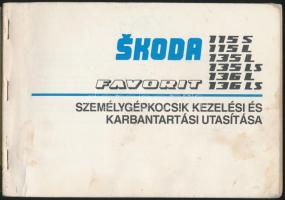 ŠKODA
115 S
115 L
135 L
135 LS
136 L
136 LS
FAVORIT
SZEMÉLYGÉPKOCSIK KEZELÉSI ÉS
KARBANTARTÁSI UTASÍTÁSA